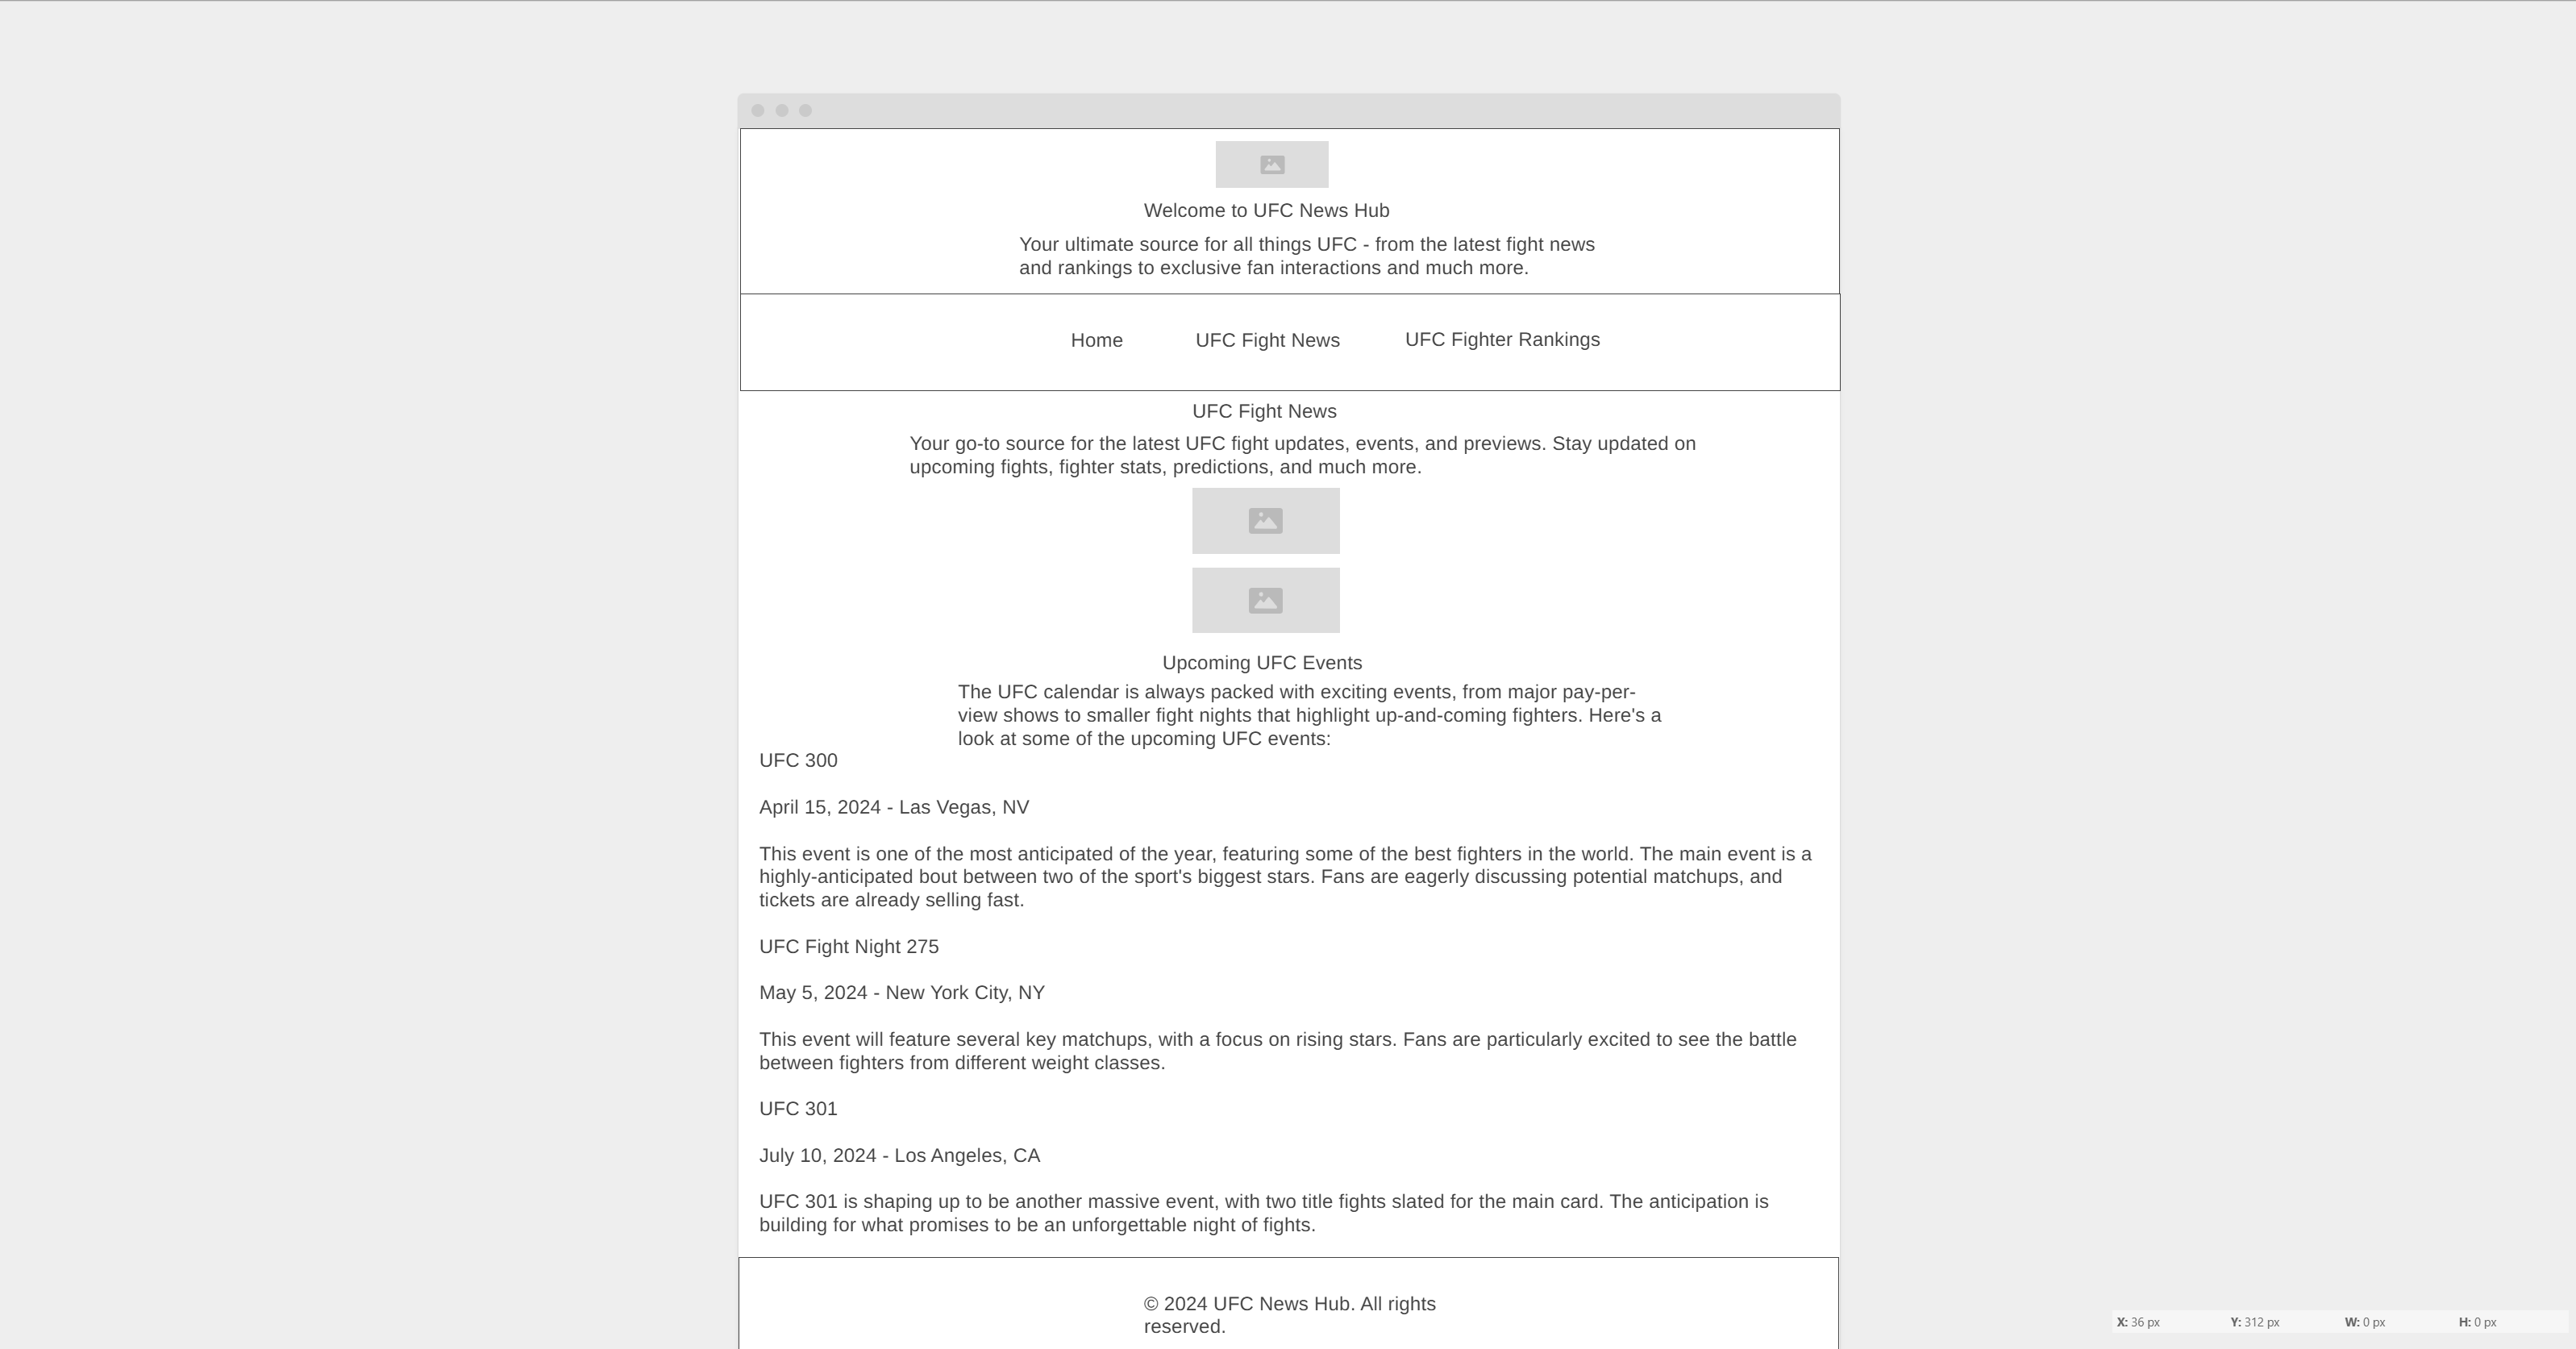 Welcome to UFC News Hub
Your ultimate source for all things UFC - from the latest fight news
and rankings to exclusive fan interactions and much more.
Home
UFC Fight News
UFC Fighter Rankings
UFC Fight News
Your go-to source for the latest UFC fight updates, events, and previews. Stay updated on
upcoming fights, fighter stats, predictions, and much more.
Upcoming UFC Events
The UFC calendar is always packed with exciting events, from major pay-per-
view shows to smaller fight nights that highlight up-and-coming fighters. Here's a
look at some of the upcoming UFC events:
UFC 300
April 15, 2024 - Las Vegas, NV
This event is one of the most anticipated of the year, featuring some of the best fighters in the world. The main event is a
highly-anticipated bout between two of the sport's biggest stars. Fans are eagerly discussing potential matchups, and
tickets are already selling fast.
UFC Fight Night 275
May 5, 2024 - New York City, NY
This event will feature several key matchups, with a focus on rising stars. Fans are particularly excited to see the battle
between fighters from different weight classes.
UFC 301
July 10, 2024 - Los Angeles, CA
UFC 301 is shaping up to be another massive event, with two title fights slated for the main card. The anticipation is
building for what promises to be an unforgettable night of fights.
© 2024 UFC News Hub. All rights
reserved.
X: 36 px Y: 312 px W: 0 px H: 0 px